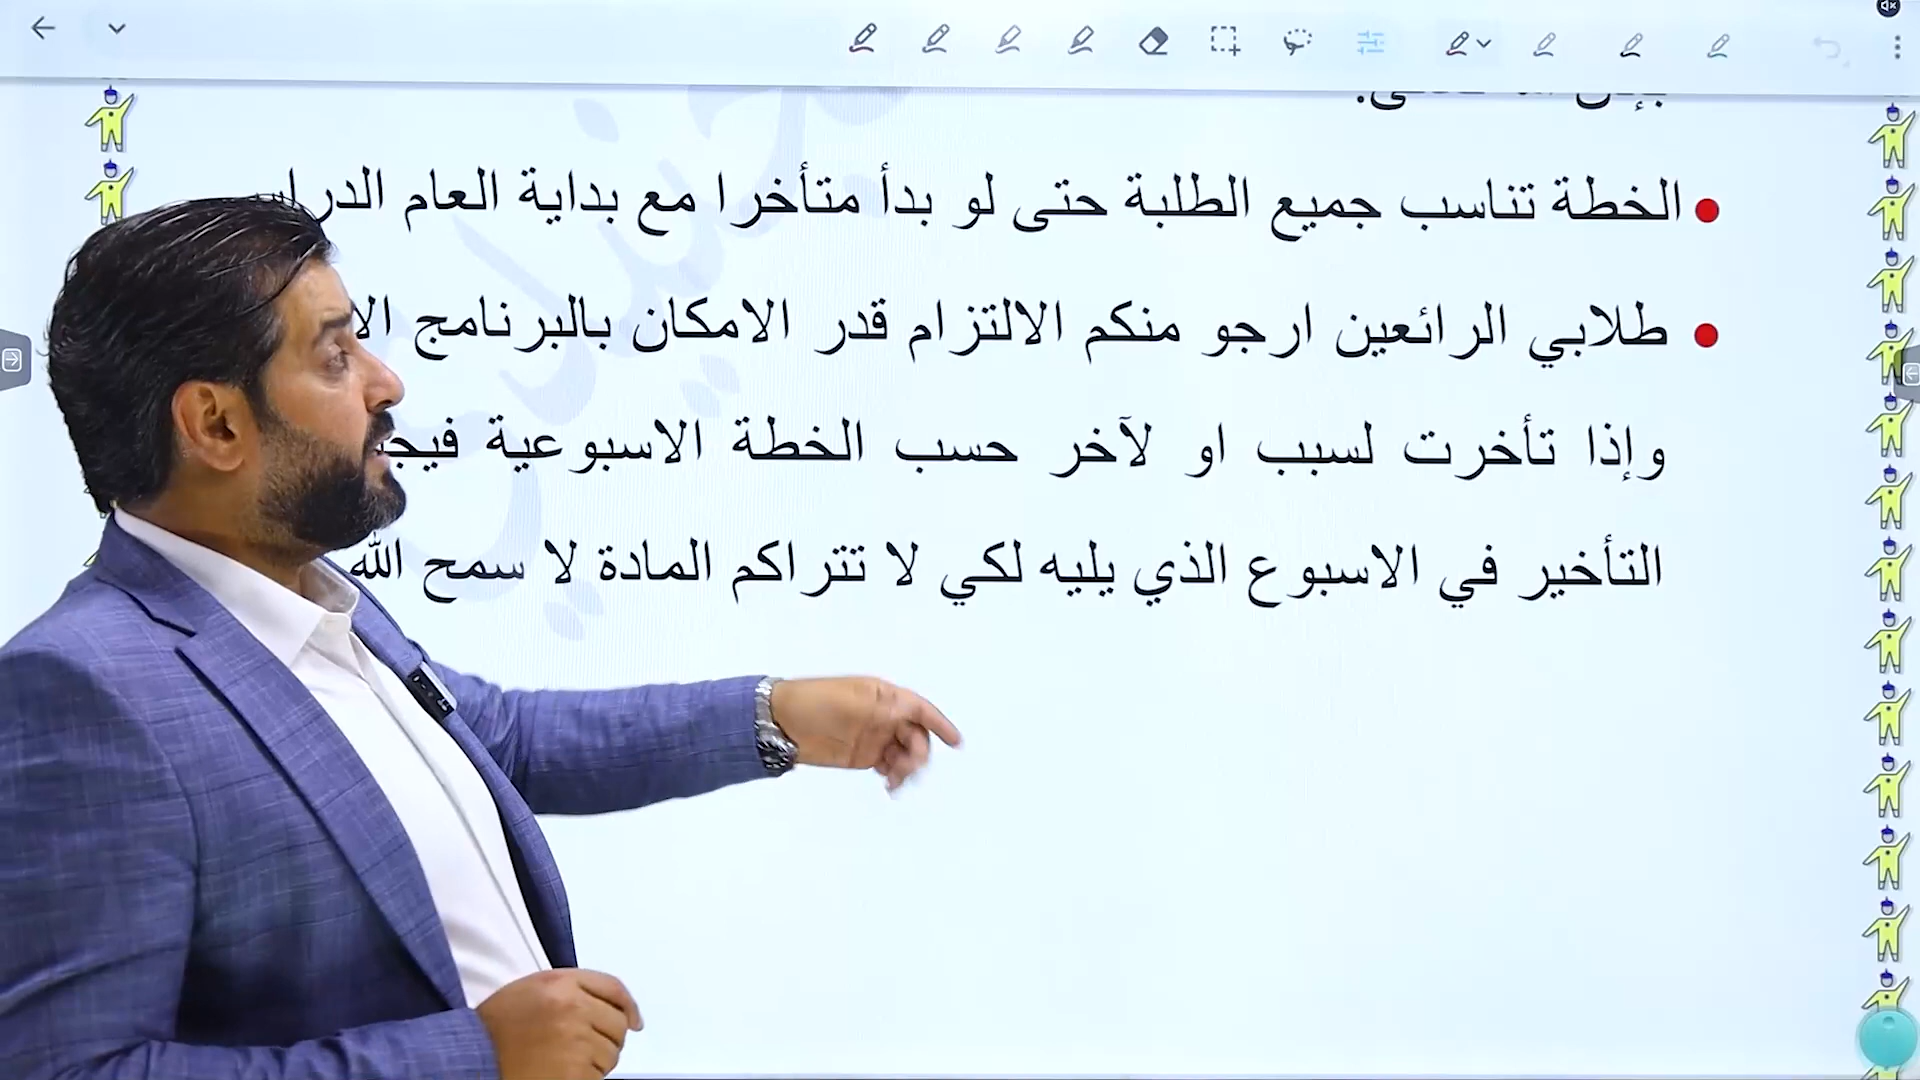 الخطة تناسب جميع الطلبة حتى لو بدأ متأخرا مع بداية العام
طلابي الرائعين ارجو منكم الالتزام قدر الامكان بالبرنامج
وإذا تأخرت لسبب او لآخر حسب الخطة الاسبوعية
التأخير في الاسبوع الذي يليه لكي لا تتراكم المادة لا سمح الله